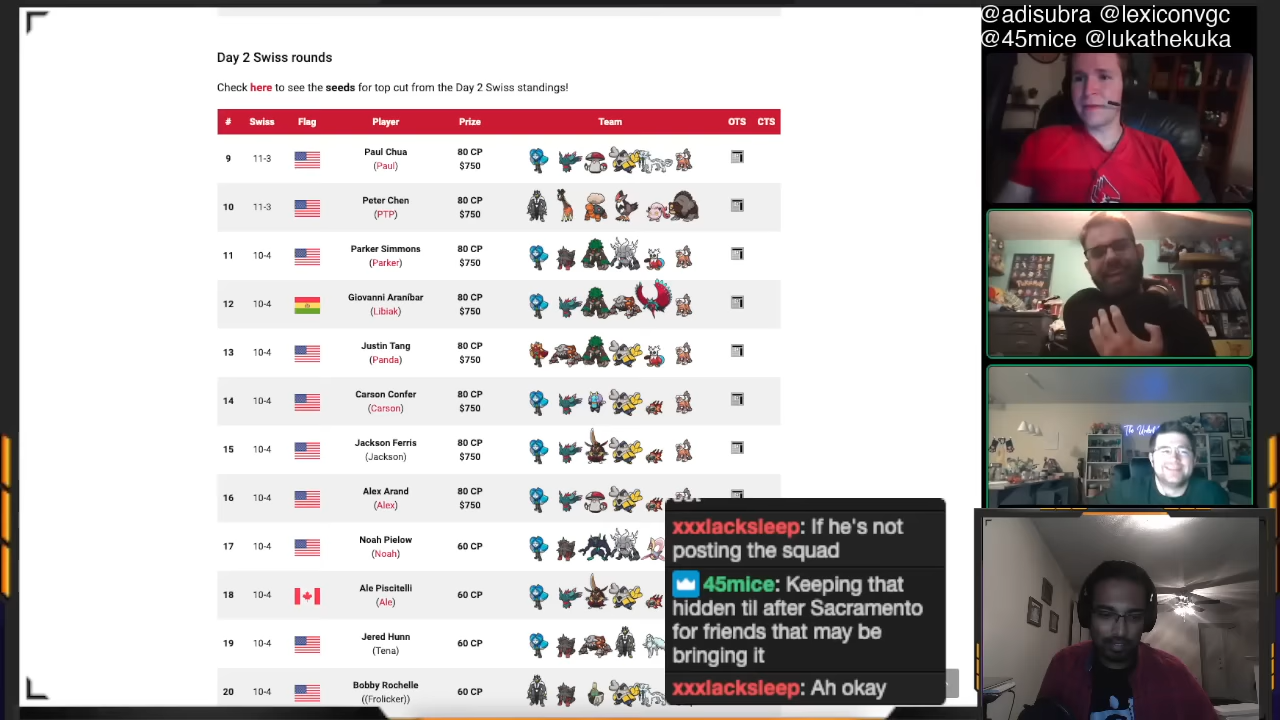 @adisubra @lexiconvgc
@45mice @lukathekuka
Day 2 Swiss rounds
Check here to see the seeds for top cut from the Day 2 Swiss standings!
# Swiss Flag Player Prize Team OTS CTS
9 11-3 Paul Chua (Paul) 80 CP $750
10 11-3 Peter Chen (PTP) 80 CP $750
11 10-4 Parker Simmons (Parker) 80 CP $750
12 10-4 Giovanni Araníbar (Libiak) 80 CP $750
13 10-4 Justin Tang (Panda) 80 CP $750
14 10-4 Carson Confer (Carson) 80 CP $750
15 10-4 Jackson Ferris (Jackson) 80 CP $750
16 10-4 Alex Arand (Alex) 80 CP $750
17 10-4 Noah Pielow (Noah) 60 CP
18 10-4 Ale Piscitelli (Ale) 60 CP
19 10-4 Jered Hunn (Tena) 60 CP
20 10-4 Bobby Rochelle ((Frolicker)) 60 CP
xxxlacksleep: If he's not
posting the squad
45mice: Keeping that
hidden til after Sacramento
for friends that may be
bringing it
xxxlacksleep: Ah okay